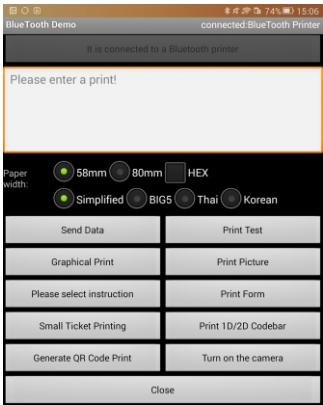 74% 15:06
BlueTooth Demo connected:BlueTooth Printer
It is connected to a Bluetooth printer
Please enter a print!
Paper width: 58mm 80mm HEX
Simplified BIG5 Thai Korean
Send Data Print Test
Graphical Print Print Picture
Please select instruction Print Form
Small Ticket Printing Print 1D/2D Codebar
Generate QR Code Print Turn on the camera
Close